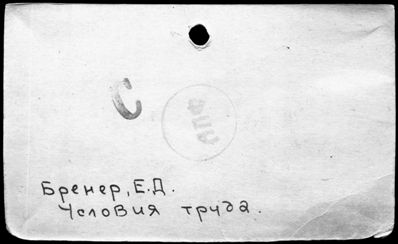 С
Бренер, Е.Д.
Условия труда.